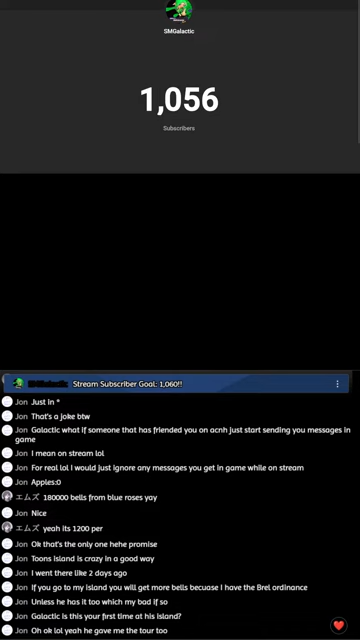 SMGalactic
1,056
Subscribers
SMGalactic Stream Subscriber Goal: 1,060!!
Jon Just in *
Jon That's a joke btw
Jon Galactic what if someone that has friended you on acnh just start sending you messages in
game
Jon I mean on stream lol
Jon For real lol I would just ignore any messages you get in game while on stream
Jon Apples:0
エムズ 180000 bells from blue roses yay
Jon Nice
エムズ yeah its 1200 per
Jon Ok that's the only one hehe promise
Jon Toons island is crazy in a good way
Jon I went there like 2 days ago
Jon If you go to my island you will get more bells becuase I have the Brel ordinance
Jon Unless he has it too which my bad if so
Jon Galactic is this your first time at his island?
Jon Oh ok lol yeah he gave me the tour too